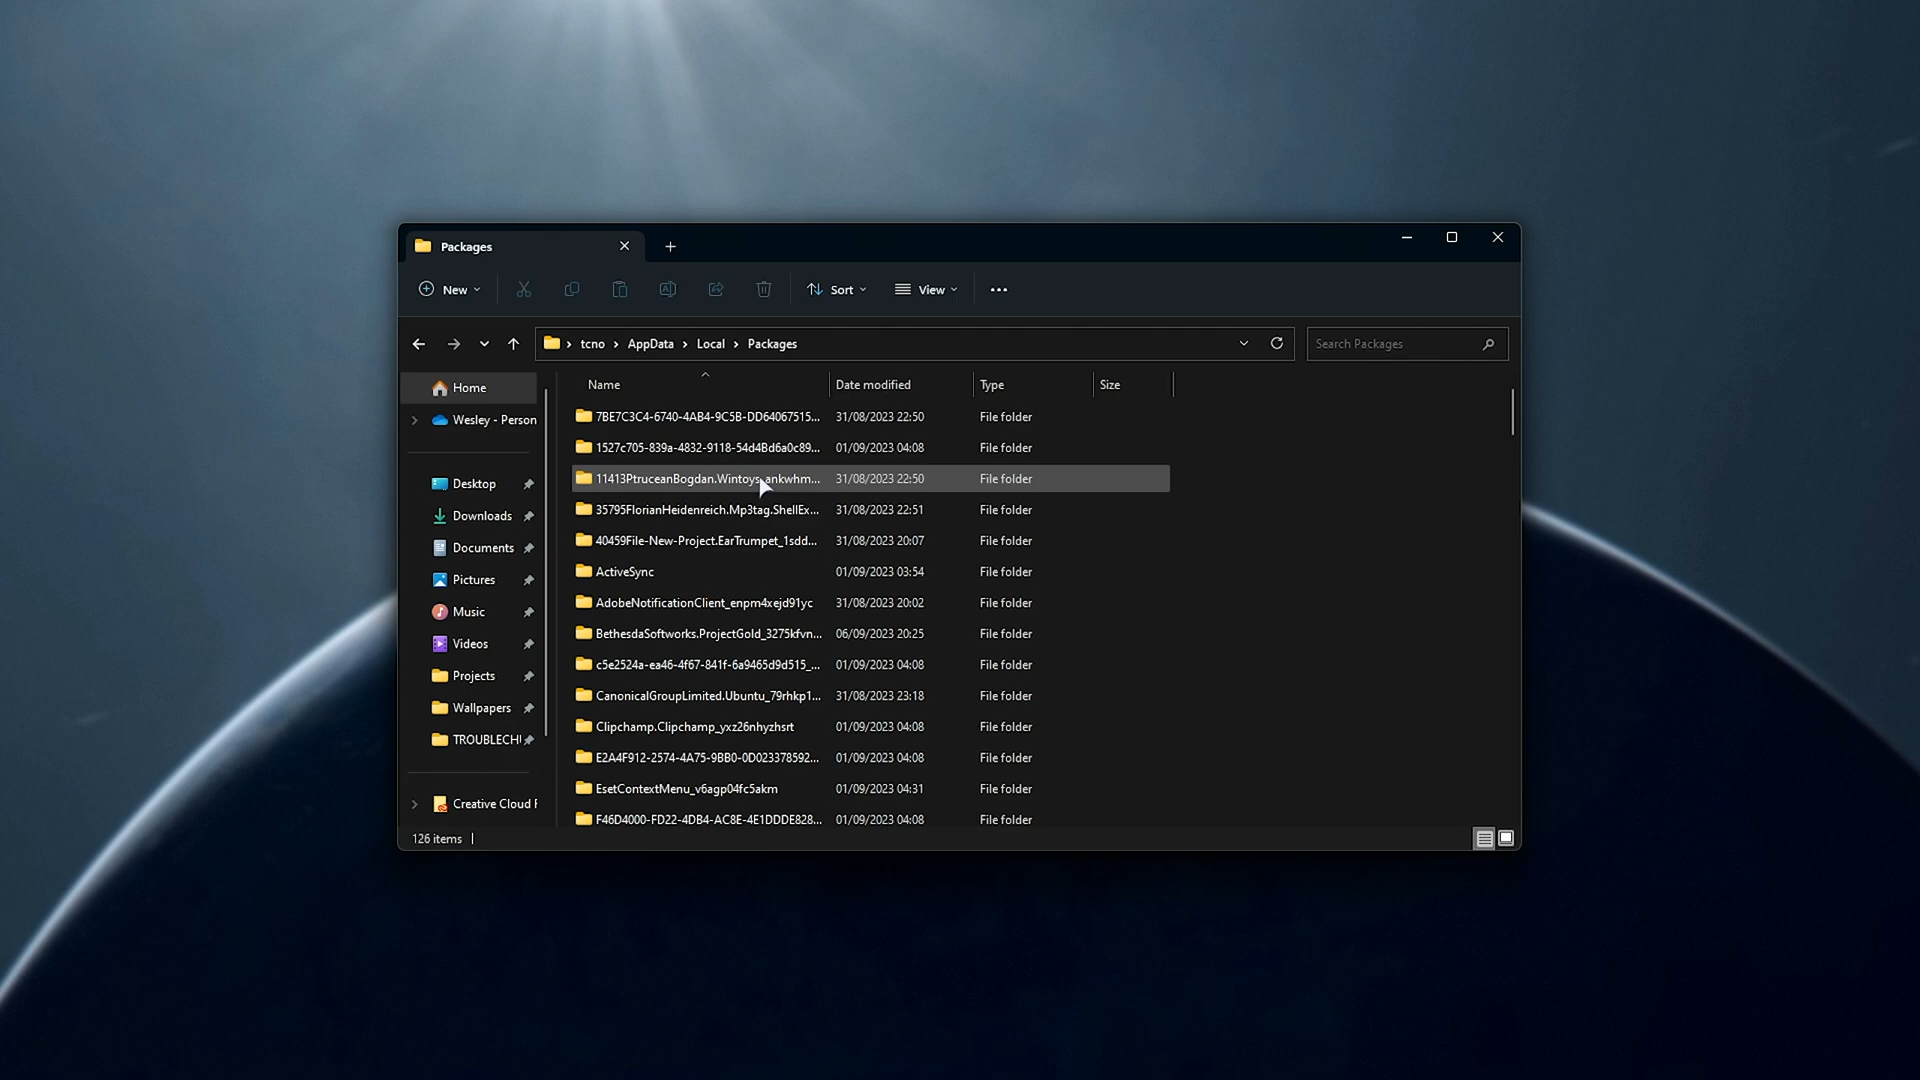 Packages
New
Sort
View
tcno
AppData
Local
Packages
Search Packages
Home
Wesley - Person
Desktop
Downloads
Documents
Pictures
Music
Videos
Projects
Wallpapers
TROUBLECH
Creative Cloud F
Name Date modified Type Size
7BE7C3C4-6740-4AB4-9C5B-DD64067515... 31/08/2023 22:50 File folder
1527c705-839a-4832-9118-54d4Bd6a0c89... 01/09/2023 04:08 File folder
11413PtruceanBogdan.Wintoys_ankwhm... 31/08/2023 22:50 File folder
35795FlorianHeidenreich.Mp3tag.ShellEx... 31/08/2023 22:51 File folder
40459File-New-Project.EarTrumpet_1sdd... 31/08/2023 20:07 File folder
ActiveSync 01/09/2023 03:54 File folder
AdobeNotificationClient_enpm4xejd91yc 31/08/2023 20:02 File folder
BethesdaSoftworks.ProjectGold_3275kfvn... 06/09/2023 20:25 File folder
c5e2524a-ea46-4f67-841f-6a9465d9d515_... 01/09/2023 04:08 File folder
CanonicalGroupLimited.Ubuntu_79rhkp1... 31/08/2023 23:18 File folder
Clipchamp.Clipchamp_yxz26nhyzhsrt 01/09/2023 04:08 File folder
E2A4F912-2574-4A75-9BB0-0D023378592... 01/09/2023 04:08 File folder
EsetContextMenu_v6agp04fc5akm 01/09/2023 04:31 File folder
F46D4000-FD22-4DB4-AC8E-4E1DDDE828... 01/09/2023 04:08 File folder
126 items